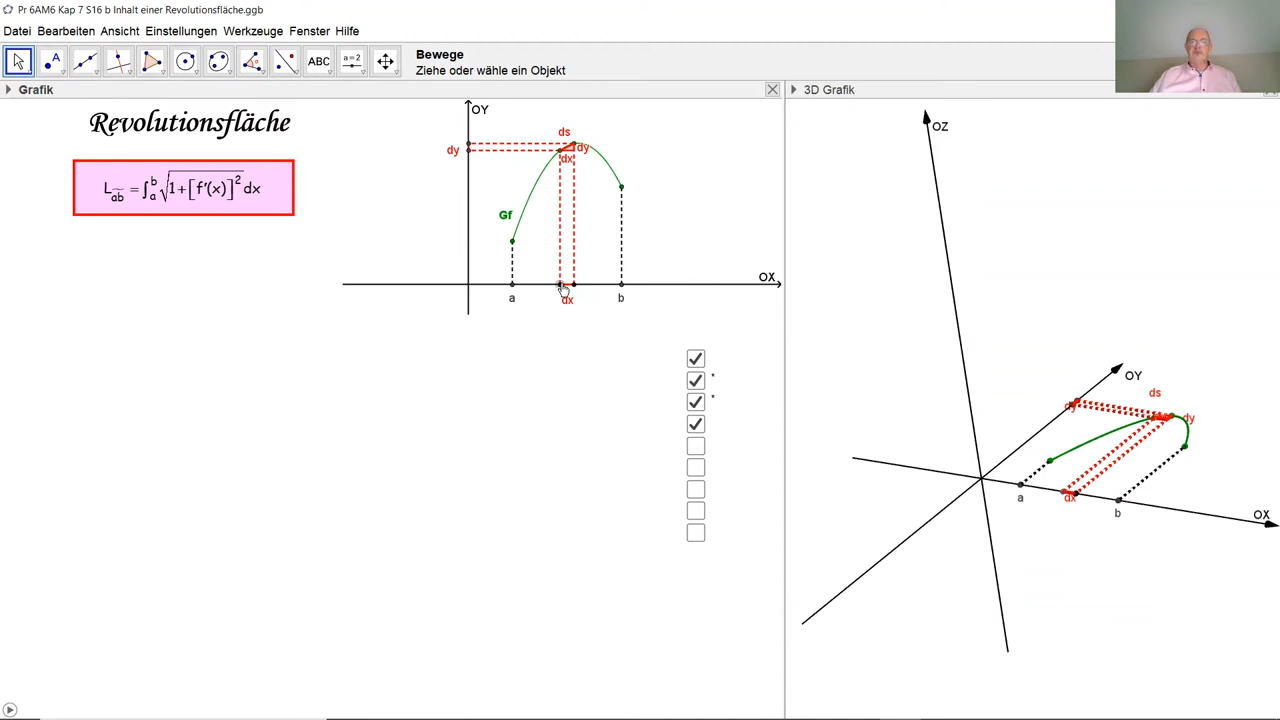 Pr 6AM6 Kap 7 S16 b Inhalt einer Revolutionsfläche.ggb
Datei Bearbeiten Ansicht Einstellungen Werkzeuge Fenster Hilfe
A
ABC
a=2
Bewege
Ziehe oder wähle ein Objekt
Grafik
3D Grafik
Revolutionsfläche
L_ab = ∫_a^b √(1+[f'(x)]²) dx
OY
ds
dy
dy
dx
Gf
OX
a
dx
b
*
*
OZ
OY
ds
dy
dy
a
dx
b
OX